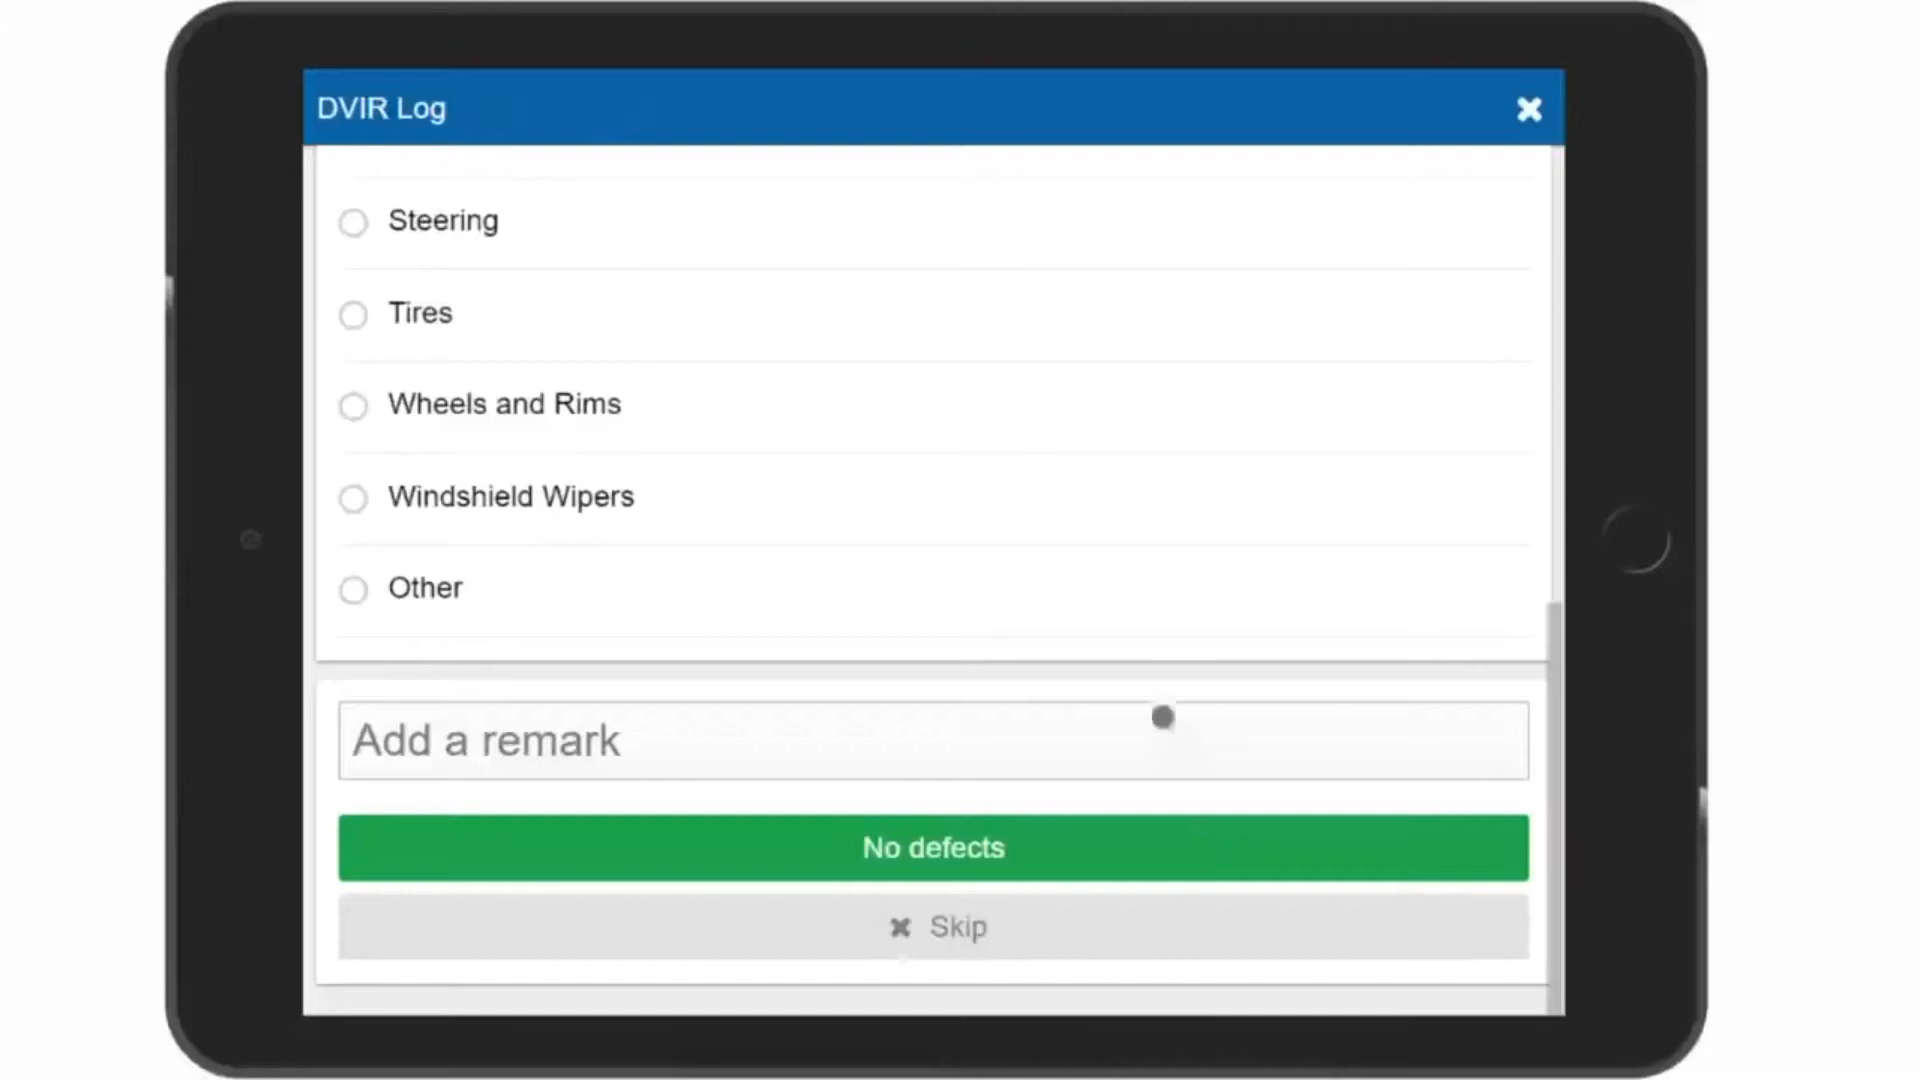 DVIR Log
Steering
Tires
Wheels and Rims
Windshield Wipers
Other
Add a remark
No defects
Skip